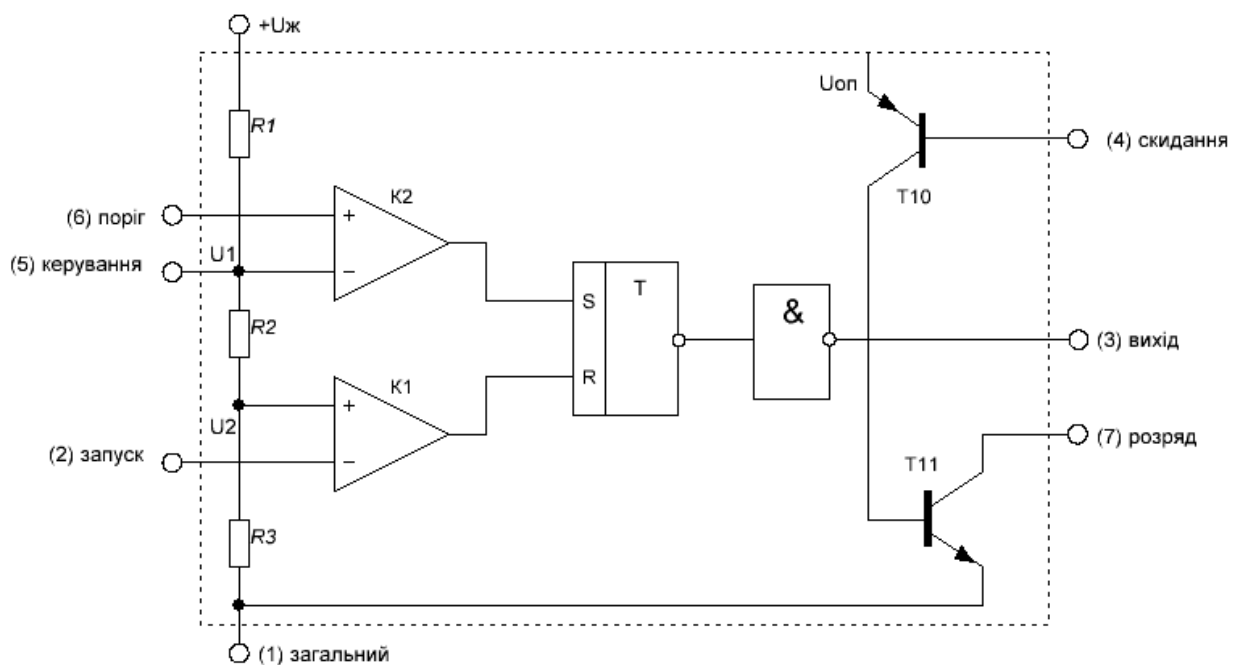 +Uж
Uоп
R1
(4) скидання
K2
T10
(6) поріг
+
U1
(5) керування
−
S
T
&
R2
(3) вихід
R
K1
+
U2
(7) розряд
(2) запуск
−
T11
R3
(1) загальний